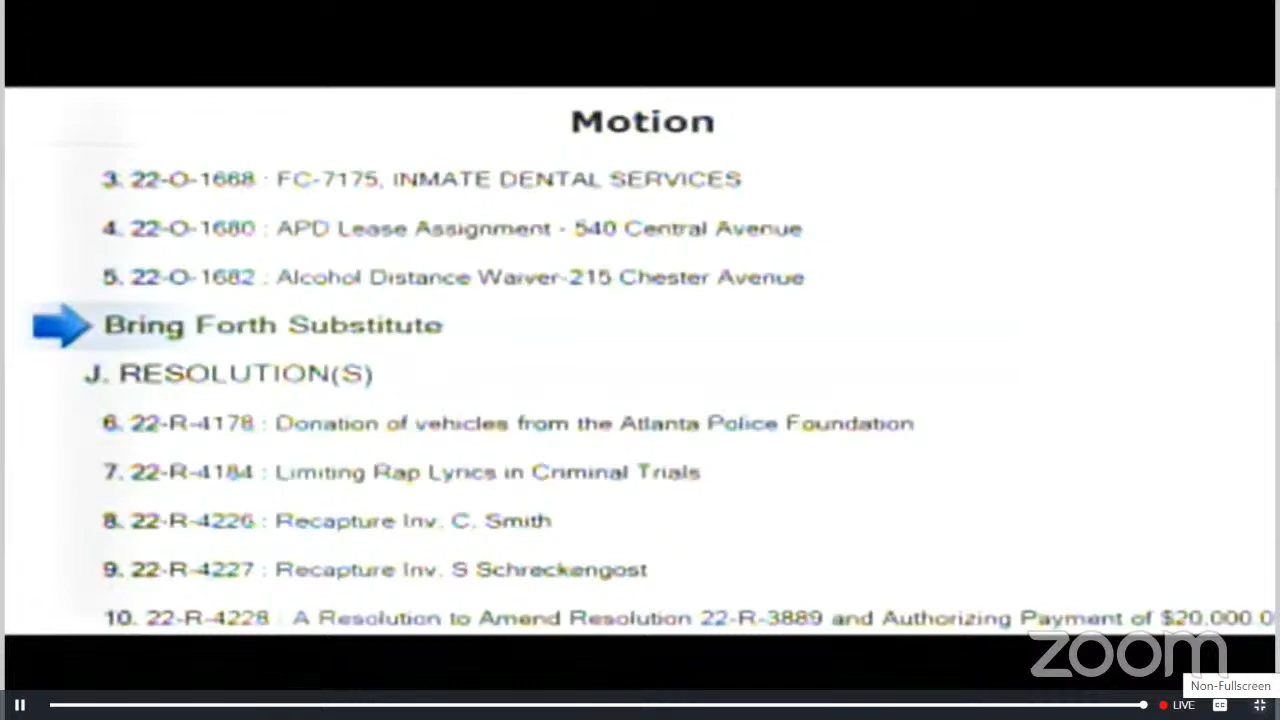 Motion
3. 22-O-1668 : FC-7175, INMATE DENTAL SERVICES
4. 22-O-1680 : APD Lease Assignment - 540 Central Avenue
5. 22-O-1682 : Alcohol Distance Waiver-215 Chester Avenue
Bring Forth Substitute
J. RESOLUTION(S)
6. 22-R-4178 : Donation of vehicles from the Atlanta Police Foundation
7. 22-R-4184 : Limiting Rap Lyrics in Criminal Trials
8. 22-R-4226 : Recapture Inv. C. Smith
9. 22-R-4227 : Recapture Inv. S Schreckengost
10. 22-R-4228 : A Resolution to Amend Resolution 22-R-3889 and Authorizing Payment of $20,000.0
zoom
Non-Fullscreen
LIVE
CC